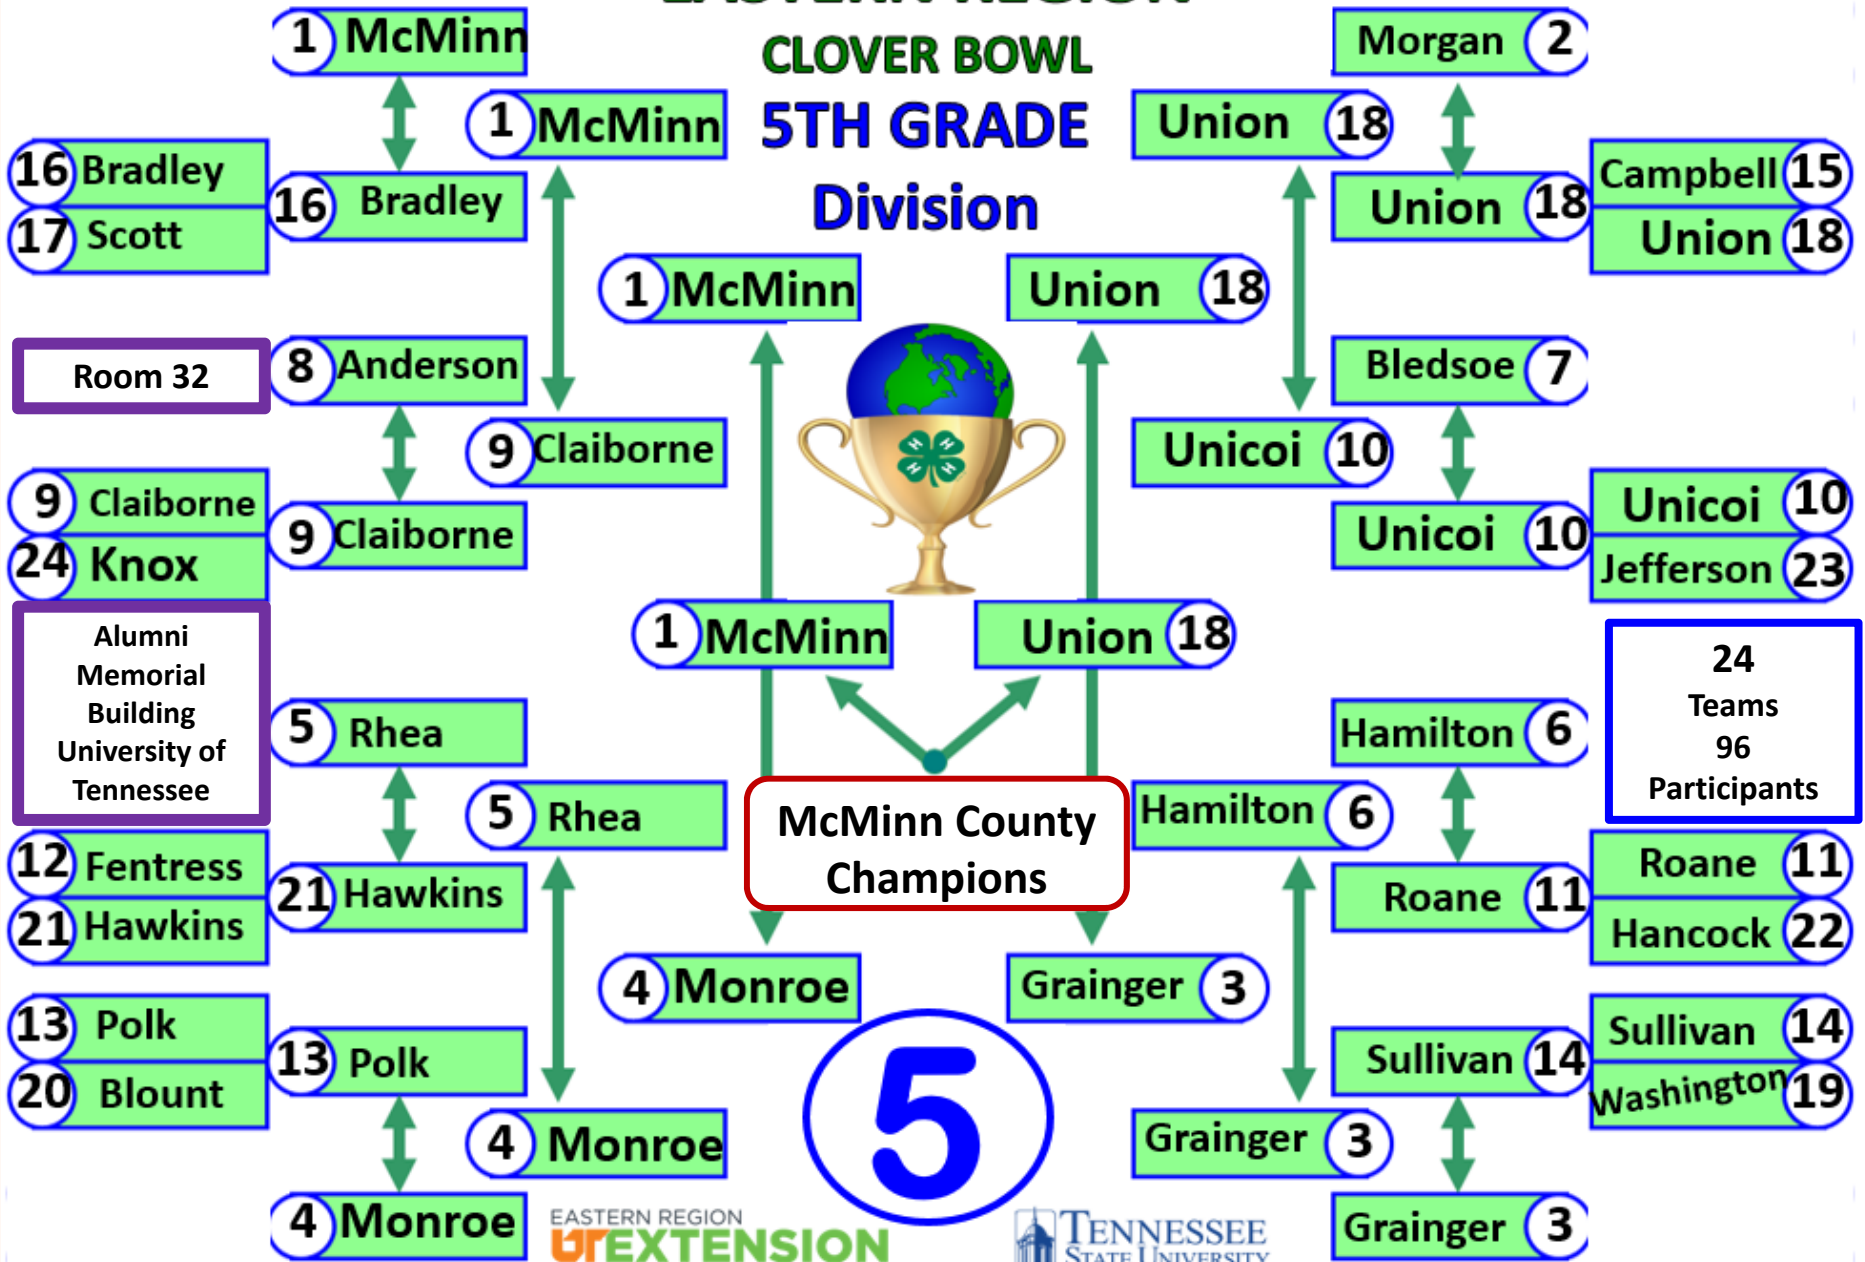 EASTERN REGION
CLOVER BOWL
5TH GRADE
Division
1 McMinn
1 McMinn
16 Bradley
17 Scott
16 Bradley
1 McMinn
Room 32
8 Anderson
9 Claiborne
9 Claiborne
24 Knox
9 Claiborne
1 McMinn
Alumni
Memorial
Building
University of
Tennessee
5 Rhea
5 Rhea
12 Fentress
21 Hawkins
21 Hawkins
4 Monroe
13 Polk
20 Blount
13 Polk
4 Monroe
4 Monroe
Morgan 2
Union 18
Campbell 15
Union 18
Union 18
Union 18
Bledsoe 7
Unicoi 10
Unicoi 10
Jefferson 23
Unicoi 10
Union 18
24
Teams
96
Participants
Hamilton 6
Hamilton 6
Roane 11
Hancock 22
Roane 11
Grainger 3
Sullivan 14
Washington 19
Sullivan 14
Grainger 3
Grainger 3
McMinn County
Champions
H H H H
5
EASTERN REGION
UTEXTENSION
TENNESSEE
STATE UNIVERSITY